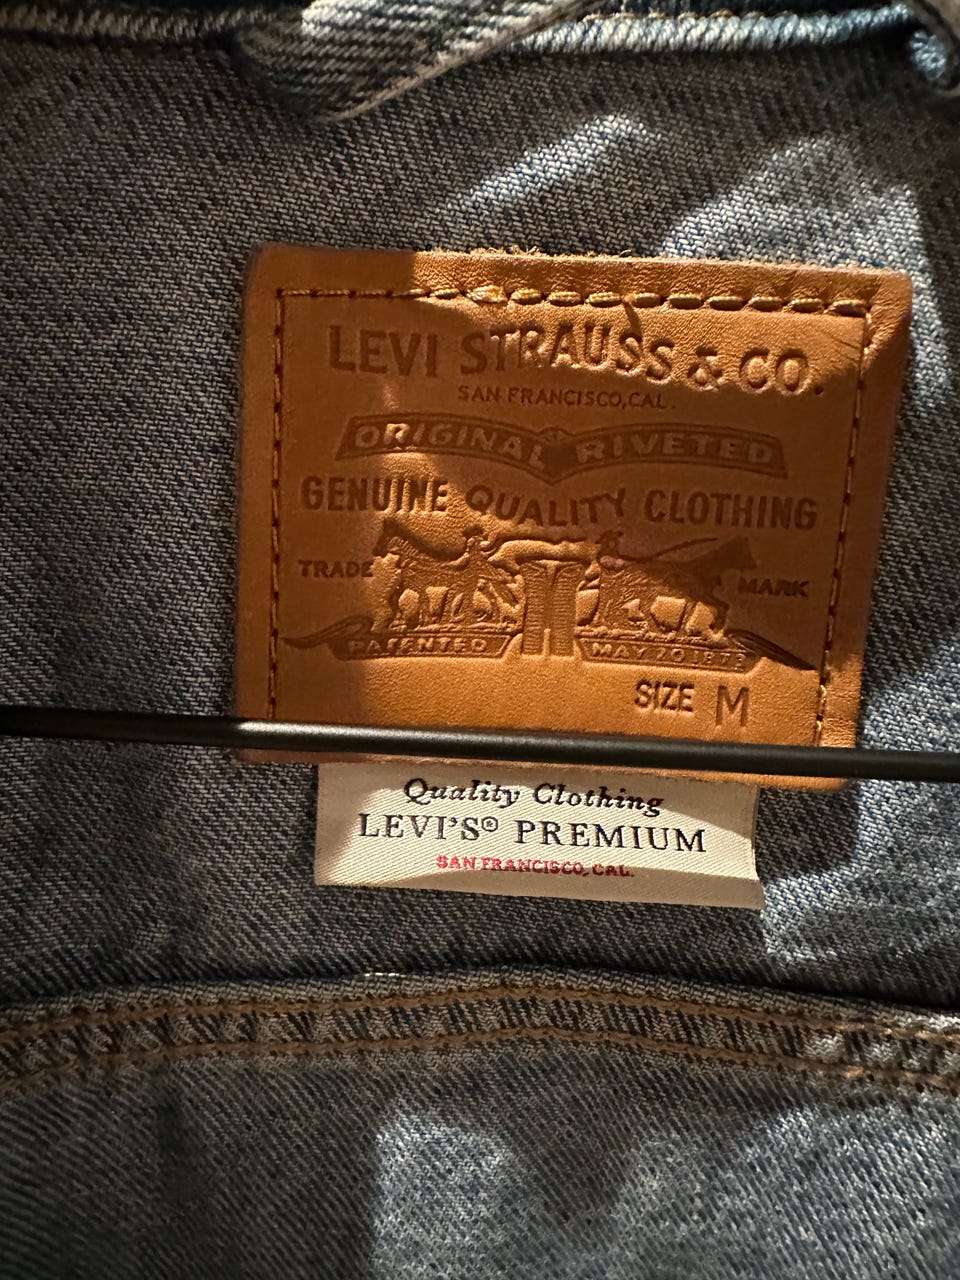 LEVI STRAUSS & CO.
SAN FRANCISCO, CAL.
ORIGINAL RIVETED
GENUINE QUALITY CLOTHING
TRADE MARK
PATENTED MAY 20 1873
SIZE M
Quality Clothing
LEVI'S® PREMIUM
SAN FRANCISCO, CAL.